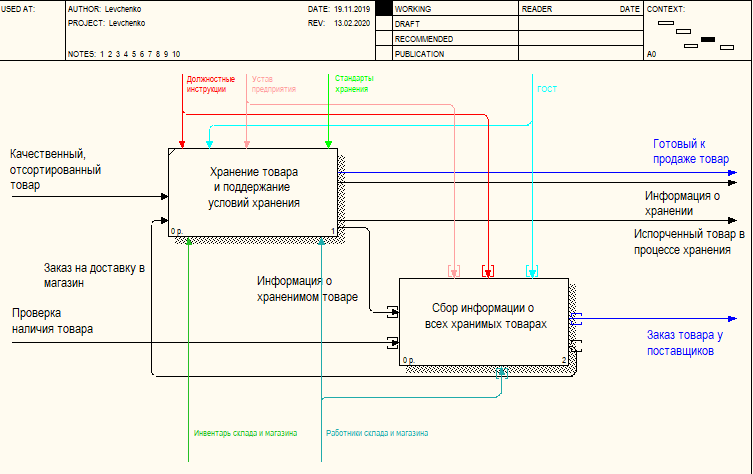 USED AT:
AUTHOR: Levchenko
DATE: 19.11.2019
WORKING
READER
DATE
CONTEXT:
PROJECT: Levchenko
REV: 13.02.2020
DRAFT
RECOMMENDED
NOTES: 1 2 3 4 5 6 7 8 9 10
PUBLICATION
A0
Должностные
инструкции
Устав
предприятия
Стандарты
хранения
ГОСТ
Качественный,
отсортированный
товар
Хранение товара
и поддержание
условий хранения
0 р.
1
Готовый к
продаже товар
Информация о
хранении
Испорченный товар в
процессе хранения
Заказ на доставку в
магазин
Информация о
храненимом товаре
Проверка
наличия товара
Сбор информации о
всех хранимых товарах
0 р.
2
Заказ товара у
поставщиков
Инвентарь склада и магазина
Работники склада и магазина